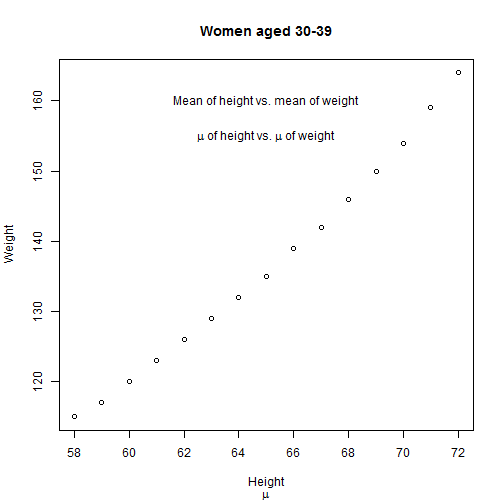 Women aged 30-39
Mean of height vs. mean of weight
μ of height vs. μ of weight
160
150
140
130
120
Weight
58 60 62 64 66 68 70 72
Height
μ